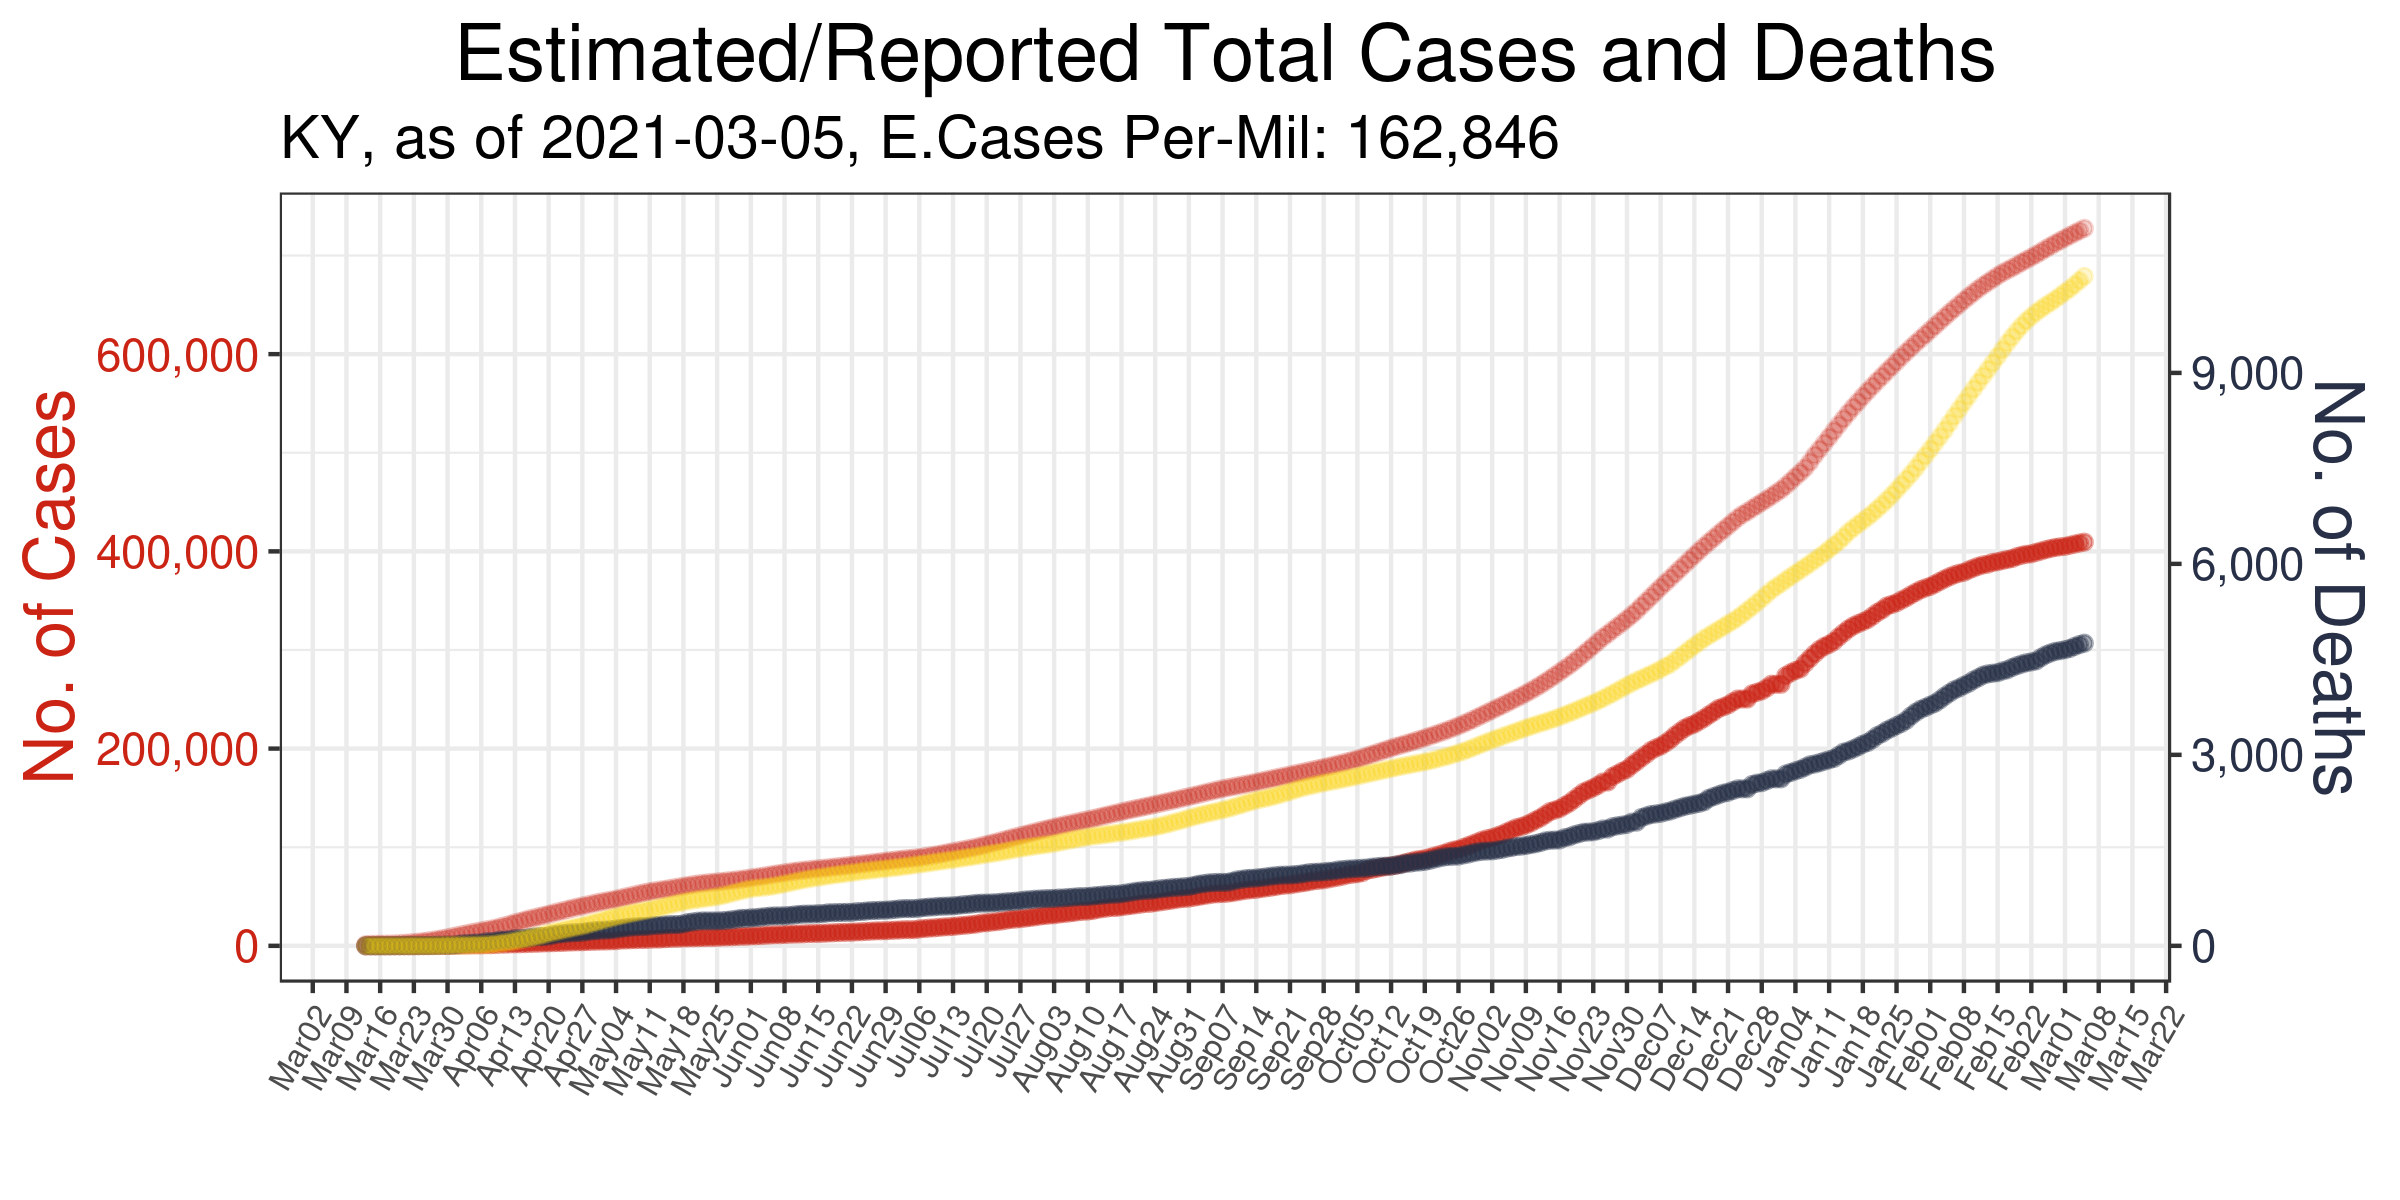 Estimated/Reported Total Cases and Deaths
KY, as of 2021-03-05, E.Cases Per-Mil: 162,846
No. of Cases
600,000
400,000
200,000
0
9,000
6,000
3,000
0
No. of Deaths
Mar02
Mar09
Mar16
Mar23
Mar30
Apr06
Apr13
Apr20
Apr27
May04
May11
May18
May25
Jun01
Jun08
Jun15
Jun22
Jun29
Jul06
Jul13
Jul20
Jul27
Aug03
Aug10
Aug17
Aug24
Aug31
Sep07
Sep14
Sep21
Sep28
Oct05
Oct12
Oct19
Oct26
Nov02
Nov09
Nov16
Nov23
Nov30
Dec07
Dec14
Dec21
Dec28
Jan04
Jan11
Jan18
Jan25
Feb01
Feb08
Feb15
Feb22
Mar01
Mar08
Mar15
Mar22